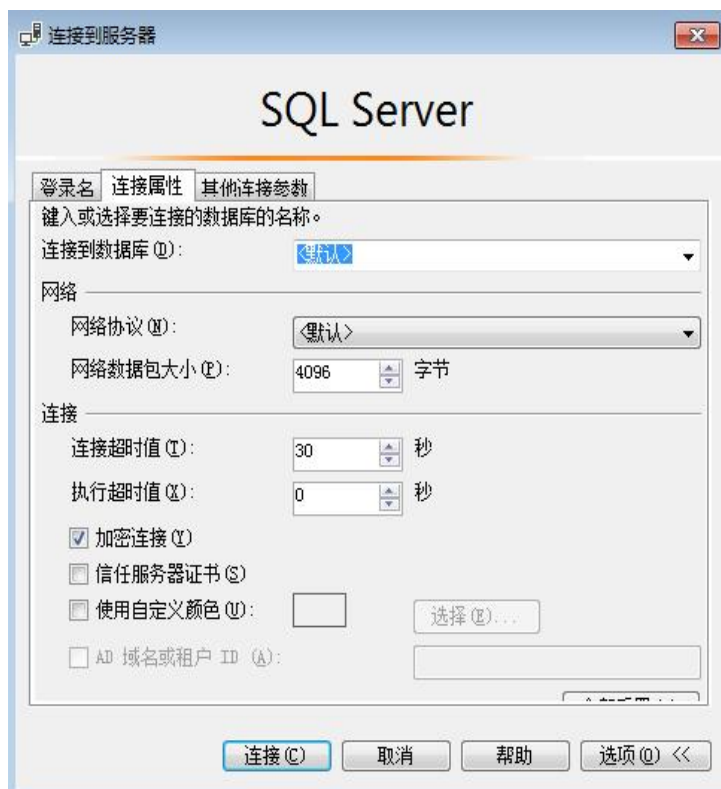 连接到服务器
SQL Server
登录名 连接属性 其他连接参数
键入或选择要连接的数据库的名称。
连接到数据库(D): <默认>
网络
网络协议(N): <默认>
网络数据包大小(P): 4096 字节
连接
连接超时值(T): 30 秒
执行超时值(X): 0 秒
加密连接(Y)
信任服务器证书(S)
使用自定义颜色(U): 选择(E)...
AD 域名或租户 ID (A):
连接(C) 取消 帮助 选项(O) <<